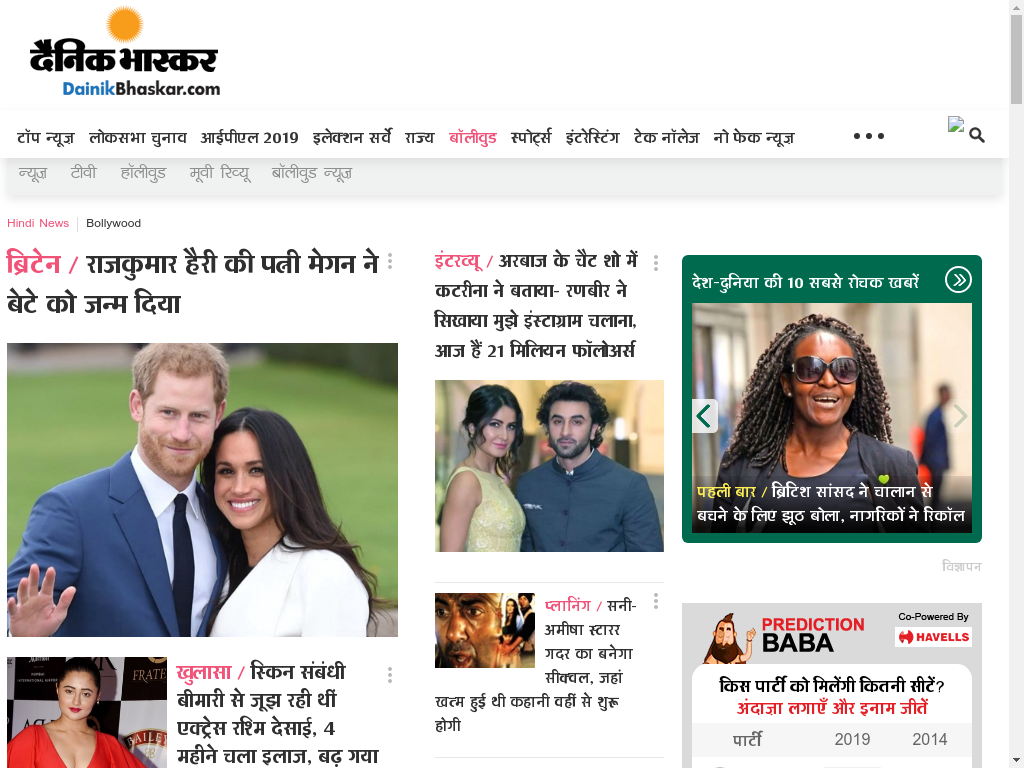 दैनिक भास्कर
DainikBhaskar.com
टॉप न्यूज़ लोकसभा चुनाव आईपीएल 2019 इलेक्शन सर्वे राज्य बॉलीवुड स्पोर्ट्स इंटरेस्टिंग टेक नॉलेज नो फेक न्यूज़
न्यूज़ टीवी हॉलीवुड मूवी रिव्यू बॉलीवुड न्यूज़
Hindi News Bollywood
ब्रिटेन / राजकुमार हैरी की पत्नी मेगन ने
बेटे को जन्म दिया
खुलासा / स्किन संबंधी
बीमारी से जूझ रही थीं
एक्ट्रेस रश्मि देसाई, 4
महीने चला इलाज, बढ़ गया
इंटरव्यू / अरबाज के चैट शो में
कटरीना ने बताया- रणबीर ने
सिखाया मुझे इंस्टाग्राम चलाना,
आज हैं 21 मिलियन फॉलोअर्स
प्लानिंग / सनी-
अमीषा स्टारर
गदर का बनेगा
सीक्वल, जहां
खत्म हुई थी कहानी वहीं से शुरू
होगी
देश-दुनिया की 10 सबसे रोचक खबरें
पहली बार / ब्रिटिश सांसद ने चालान से
बचने के लिए झूठ बोला, नागरिकों ने रिकॉल
विज्ञापन
PREDICTION
BABA
Co-Powered By
HAVELLS
किस पार्टी को मिलेंगी कितनी सीटें?
अंदाज़ा लगाएँ और इनाम जीतें
पार्टी 2019 2014